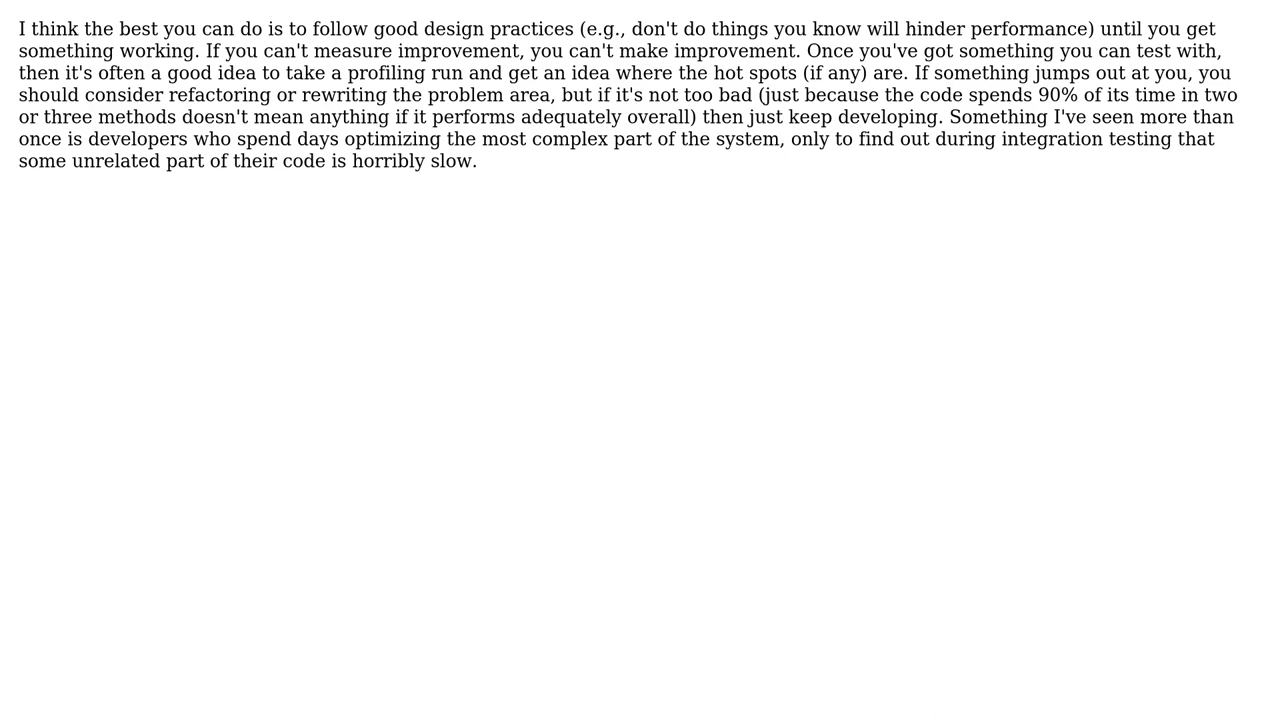 I think the best you can do is to follow good design practices (e.g., don't do things you know will hinder performance) until you get
something working. If you can't measure improvement, you can't make improvement. Once you've got something you can test with,
then it's often a good idea to take a profiling run and get an idea where the hot spots (if any) are. If something jumps out at you, you
should consider refactoring or rewriting the problem area, but if it's not too bad (just because the code spends 90% of its time in two
or three methods doesn't mean anything if it performs adequately overall) then just keep developing. Something I've seen more than
once is developers who spend days optimizing the most complex part of the system, only to find out during integration testing that
some unrelated part of their code is horribly slow.